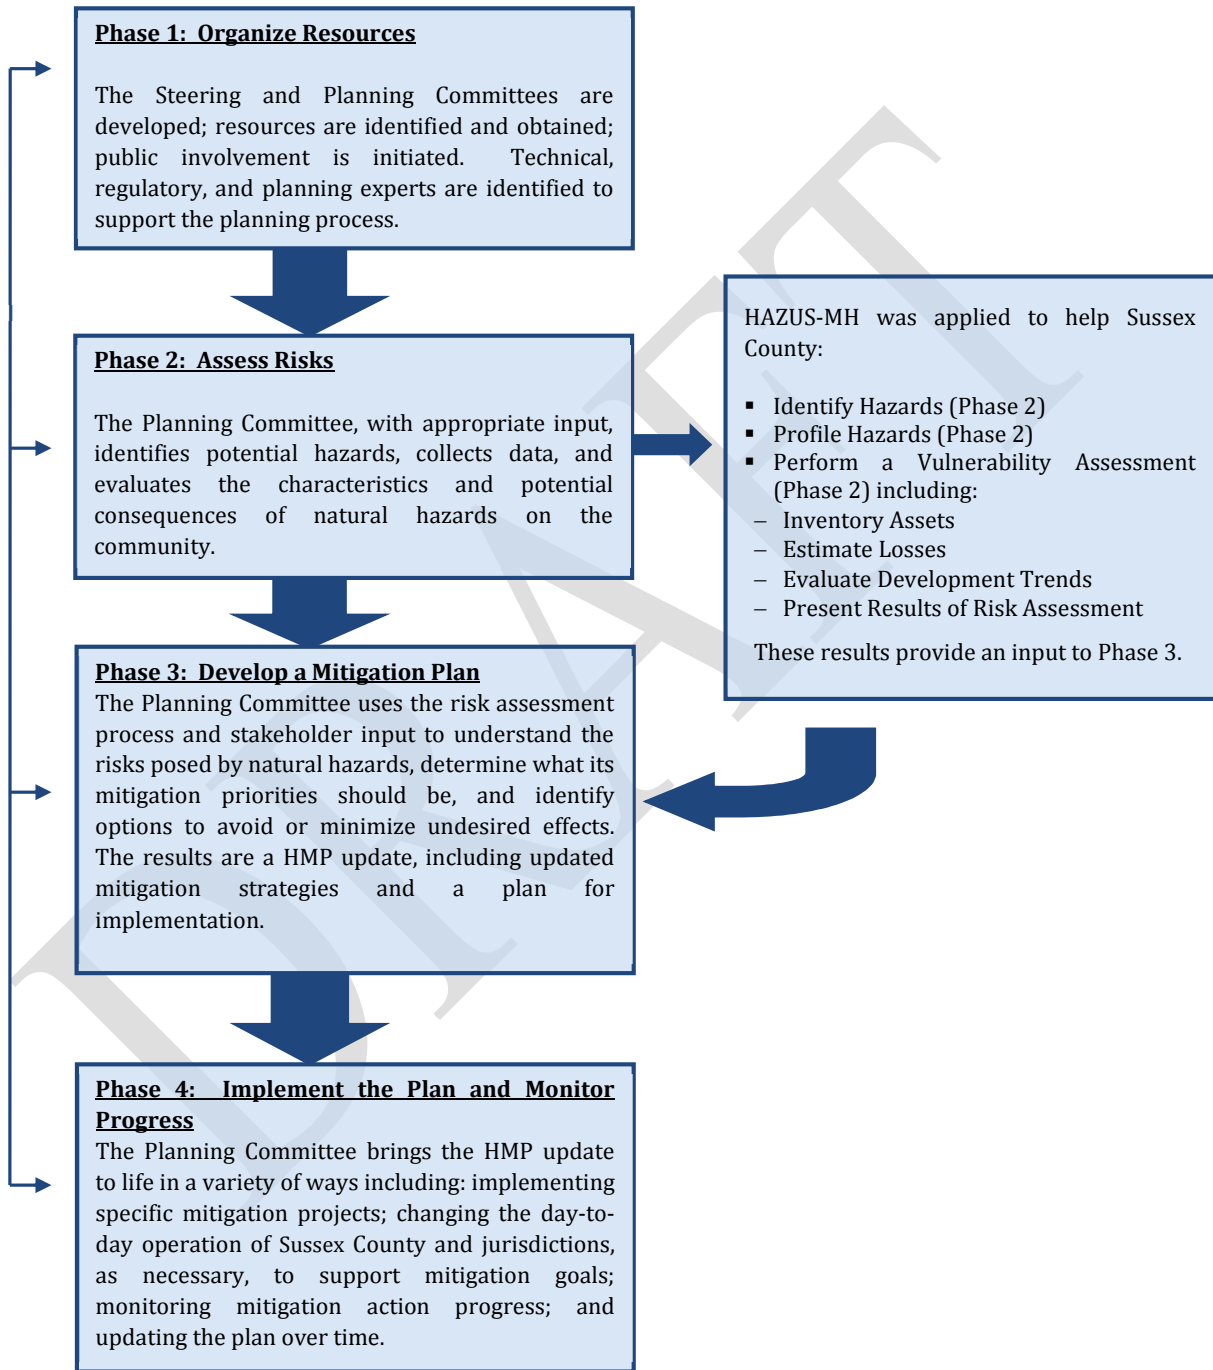 Phase 1: Organize Resources
The Steering and Planning Committees are
developed; resources are identified and obtained;
public involvement is initiated. Technical,
regulatory, and planning experts are identified to
support the planning process.
Phase 2: Assess Risks
The Planning Committee, with appropriate input,
identifies potential hazards, collects data, and
evaluates the characteristics and potential
consequences of natural hazards on the
community.
HAZUS-MH was applied to help Sussex
County:
▪ Identify Hazards (Phase 2)
▪ Profile Hazards (Phase 2)
▪ Perform a Vulnerability Assessment
(Phase 2) including:
– Inventory Assets
– Estimate Losses
– Evaluate Development Trends
– Present Results of Risk Assessment
These results provide an input to Phase 3.
Phase 3: Develop a Mitigation Plan
The Planning Committee uses the risk assessment
process and stakeholder input to understand the
risks posed by natural hazards, determine what its
mitigation priorities should be, and identify
options to avoid or minimize undesired effects.
The results are a HMP update, including updated
mitigation strategies and a plan for
implementation.
Phase 4: Implement the Plan and Monitor
Progress
The Planning Committee brings the HMP update
to life in a variety of ways including: implementing
specific mitigation projects; changing the day-to-
day operation of Sussex County and jurisdictions,
as necessary, to support mitigation goals;
monitoring mitigation action progress; and
updating the plan over time.
DRAFT